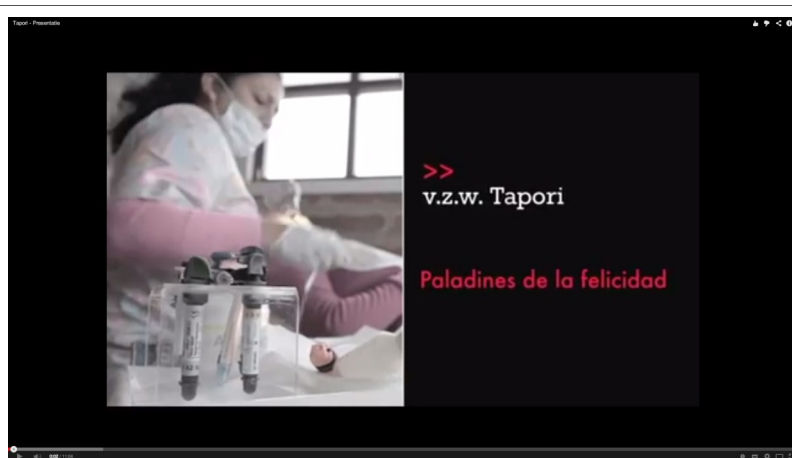 Tapori - Presentatie
>>
v.z.w. Tapori
Paladines de la felicidad